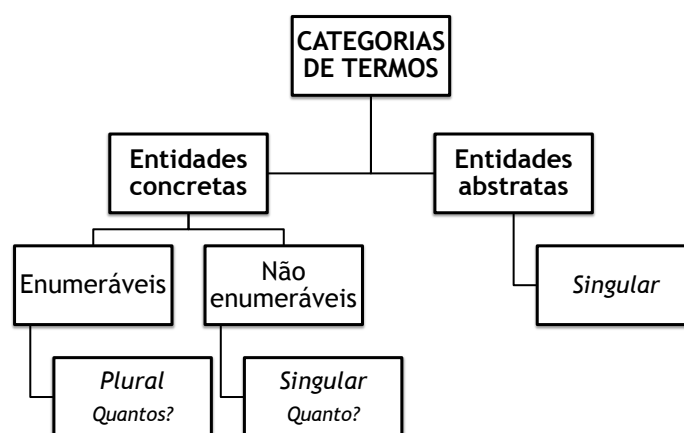 CATEGORIAS
DE TERMOS
Entidades
concretas
Entidades
abstratas
Enumeráveis
Não
enumeráveis
Singular
Plural
Quantos?
Singular
Quanto?